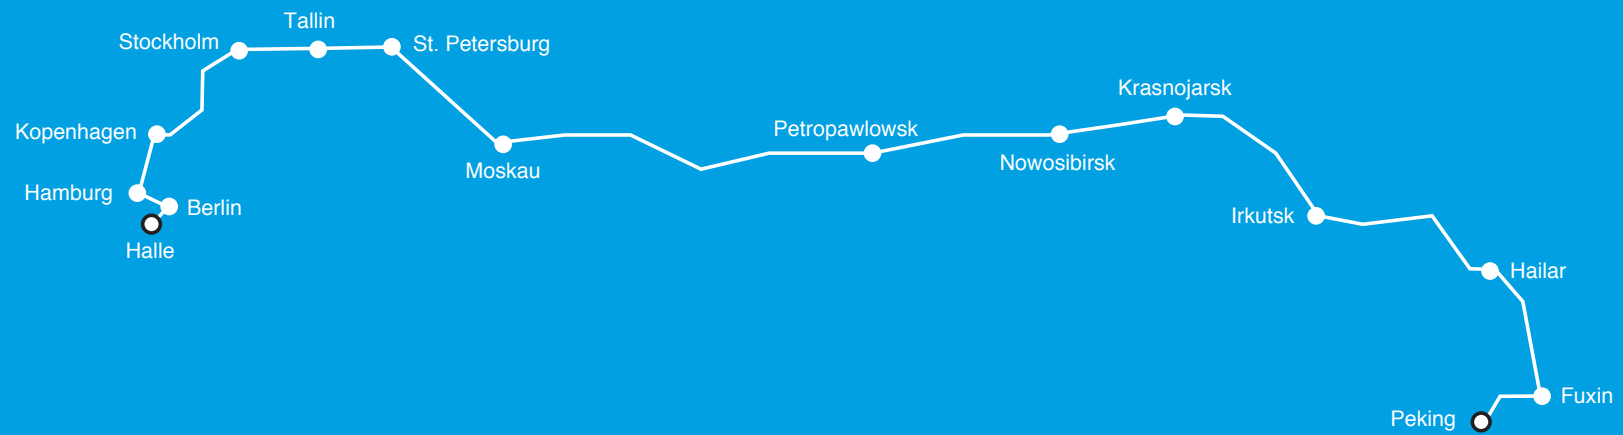 Tallin
Stockholm
St. Petersburg
Krasnojarsk
Kopenhagen
Petropawlowsk
Nowosibirsk
Moskau
Hamburg
Berlin
Irkutsk
Halle
Hailar
Fuxin
Peking